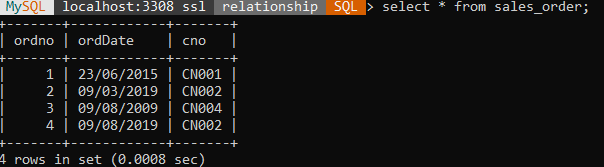 MySQL localhost:3308 ssl relationship SQL > select * from sales_order;
+-------+------------+-------+
| ordno | ordDate    | cno   |
+-------+------------+-------+
|     1 | 23/06/2015 | CN001 |
|     2 | 09/03/2019 | CN002 |
|     3 | 09/08/2009 | CN004 |
|     4 | 09/08/2019 | CN002 |
+-------+------------+-------+
4 rows in set (0.0008 sec)